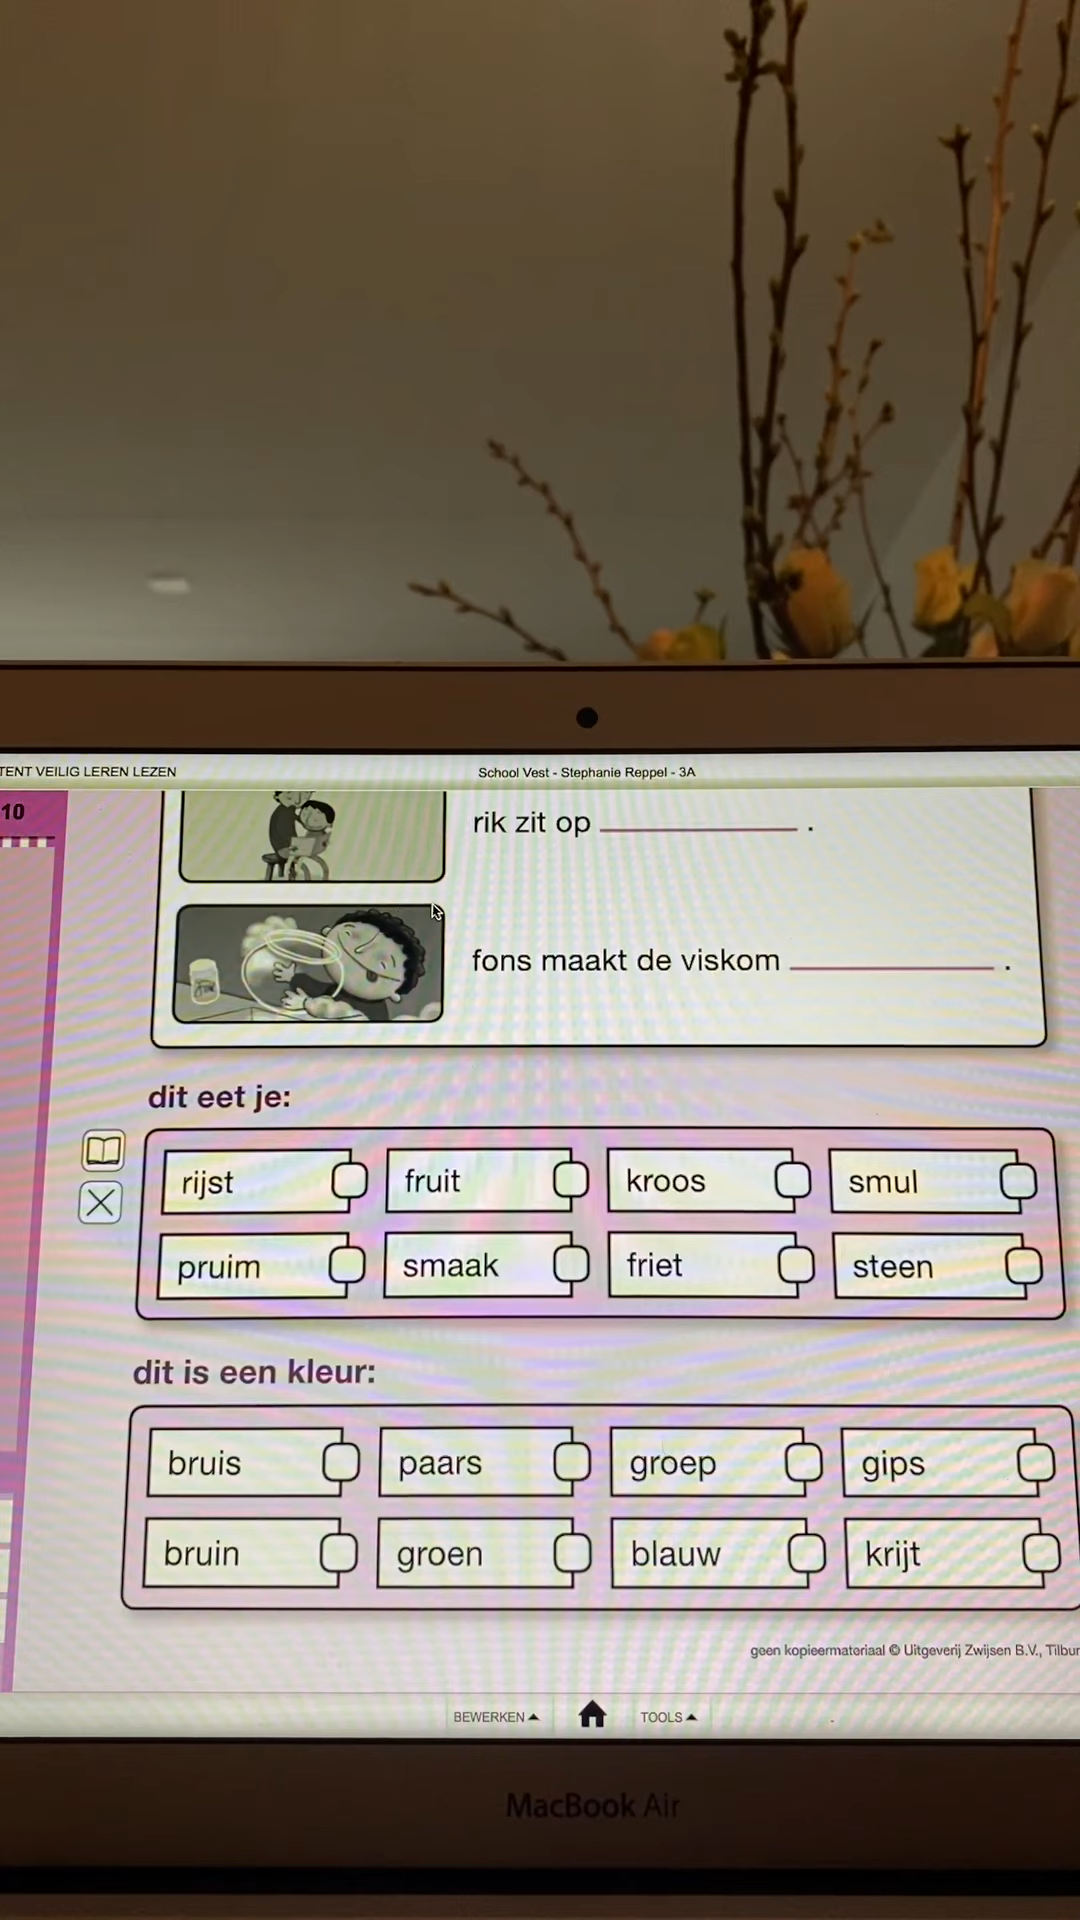 TENT VEILIG LEREN LEZEN
School Vest - Stephanie Reppel - 3A
10
rik zit op ____________ .
fons maakt de viskom ____________ .
dit eet je:
rijst fruit kroos smul
pruim smaak friet steen
dit is een kleur:
bruis paars groep gips
bruin groen blauw krijt
geen kopieermateriaal © Uitgeverij Zwijsen B.V., Tilbur
BEWERKEN TOOLS
MacBook Air